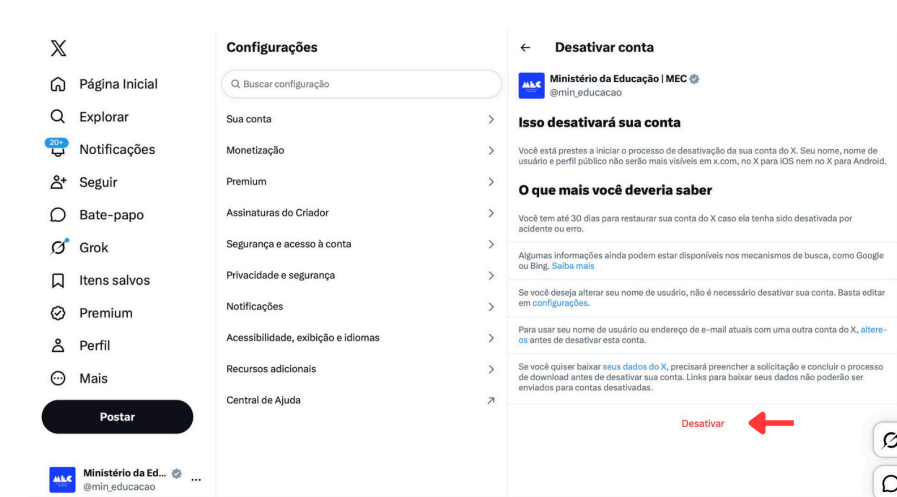 Página Inicial
Explorar
20+
Notificações
Seguir
Bate-papo
Grok
Itens salvos
Premium
Perfil
Mais
Postar
MEC
Ministério da Ed...
@min_educacao
...
Configurações
Buscar configuração
Sua conta
Monetização
Premium
Assinaturas do Criador
Segurança e acesso à conta
Privacidade e segurança
Notificações
Acessibilidade, exibição e idiomas
Recursos adicionais
Central de Ajuda
Desativar conta
MEC
Ministério da Educação | MEC
@min_educacao
Isso desativará sua conta
Você está prestes a iniciar o processo de desativação da sua conta do X. Seu nome, nome de
usuário e perfil público não serão mais visíveis em x.com, no X para iOS nem no X para Android.
O que mais você deveria saber
Você tem até 30 dias para restaurar sua conta do X caso ela tenha sido desativada por
acidente ou erro.
Algumas informações ainda podem estar disponíveis nos mecanismos de busca, como Google
ou Bing. Saiba mais
Se você deseja alterar seu nome de usuário, não é necessário desativar sua conta. Basta editar
em configurações.
Para usar seu nome de usuário ou endereço de e-mail atuais com uma outra conta do X, altere-
os antes de desativar esta conta.
Se você quiser baixar seus dados do X, precisará preencher a solicitação e concluir o processo
de download antes de desativar sua conta. Links para baixar seus dados não poderão ser
enviados para contas desativadas.
Desativar